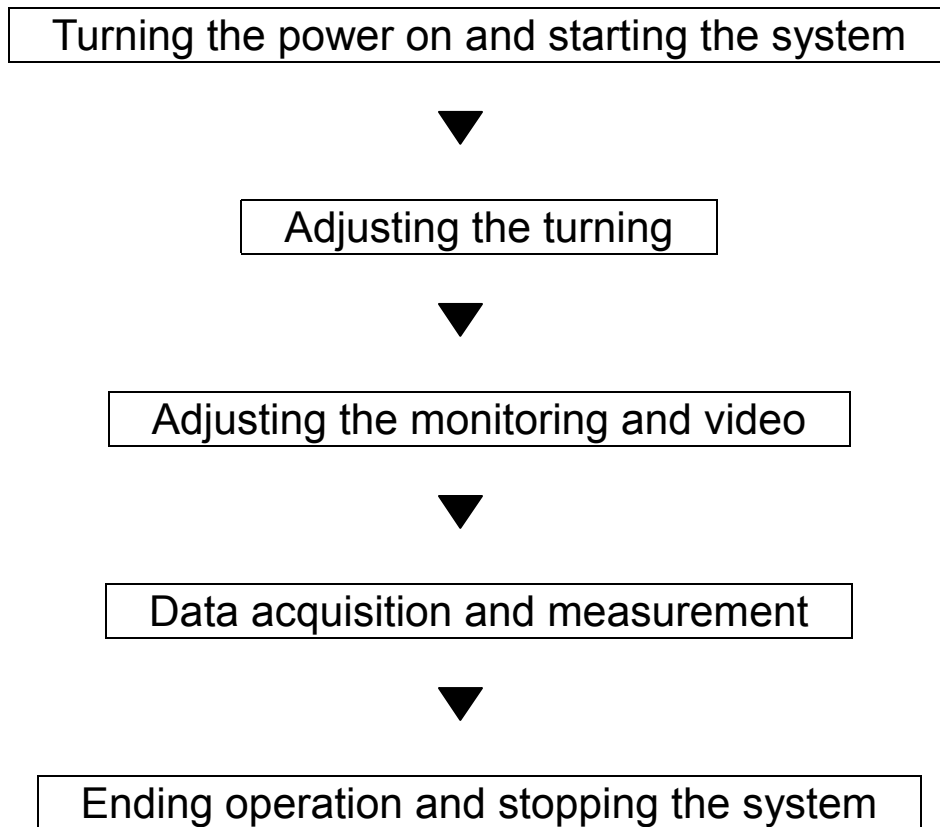 Turning the power on and starting the system
Adjusting the turning
Adjusting the monitoring and video
Data acquisition and measurement
Ending operation and stopping the system